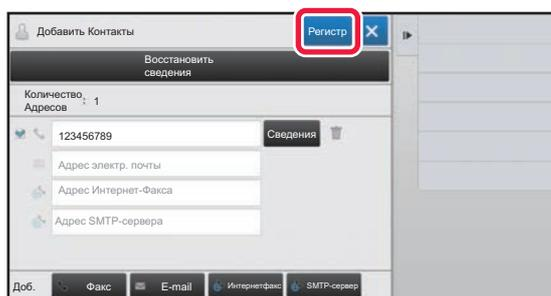 Добавить Контакты
Регистр
Восстановить
сведения
Количество
Адресов : 1
123456789
Сведения
Адрес электр. почты
Адрес Интернет-Факса
Адрес SMTP-сервера
Доб.
Факс
E-mail
Интернетфакс
SMTP-сервер